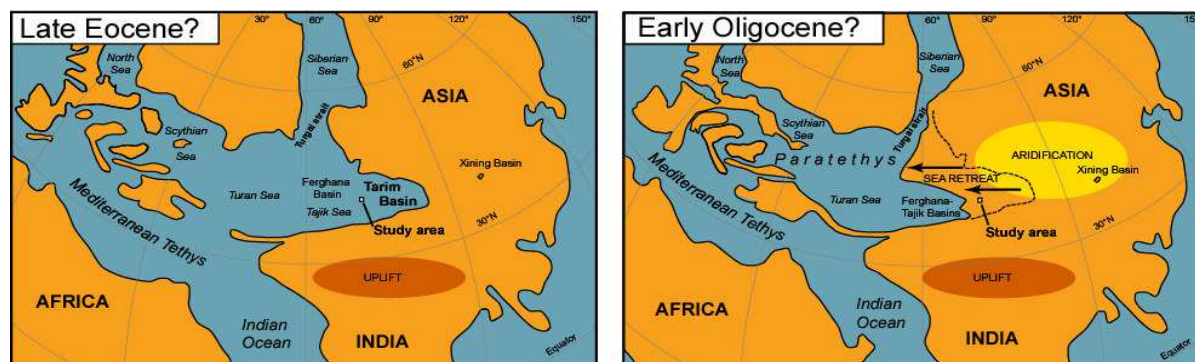 Late Eocene?
30°
60°
90°
150°
North
Sea
Siberian
Sea
60°N
ASIA
Turgai strait
Scythian
Sea
Xining Basin
Mediterranean Tethys
Turan Sea
Ferghana
Basin
Tajik Sea
Tarim
Basin
Study area
30°N
UPLIFT
AFRICA
Indian
Ocean
INDIA
Equator
Early Oligocene?
60°
90°
150°
North
Sea
Siberian
Sea
60°N
ASIA
Turgai strait
Scythian
Sea
Paratethys
ARIDIFICATION
Xining Basin
SEA RETREAT
Mediterranean Tethys
Turan Sea
Ferghana-
Tajik Basins
Study area
30°N
UPLIFT
AFRICA
Indian
Ocean
INDIA
Equator